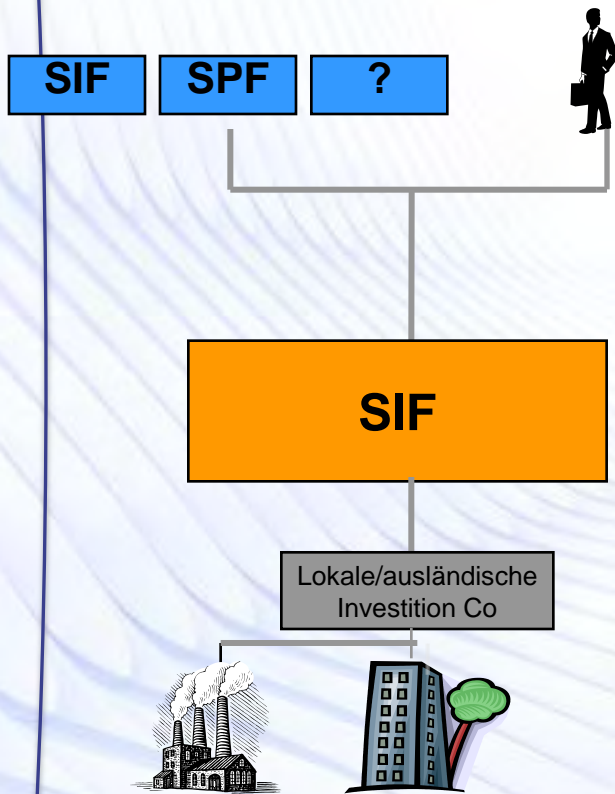 SIF SPF ?
SIF
Lokale/ausländische
Investition Co